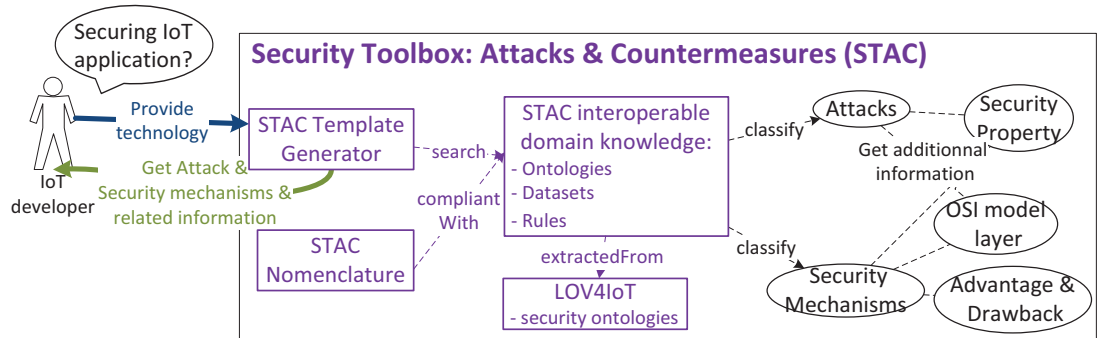 Securing IoT
application?
Security Toolbox: Attacks & Countermeasures (STAC)
Provide
technology
STAC Template
Generator
search
STAC interoperable
domain knowledge:
- Ontologies
- Datasets
- Rules
classify
Attacks
Security
Property
Get additionnal
information
Get Attack &
Security mechanisms &
related information
IoT
developer
compliant
With
STAC
Nomenclature
extractedFrom
LOV4IoT
- security ontologies
classify
Security
Mechanisms
OSI model
layer
Advantage &
Drawback